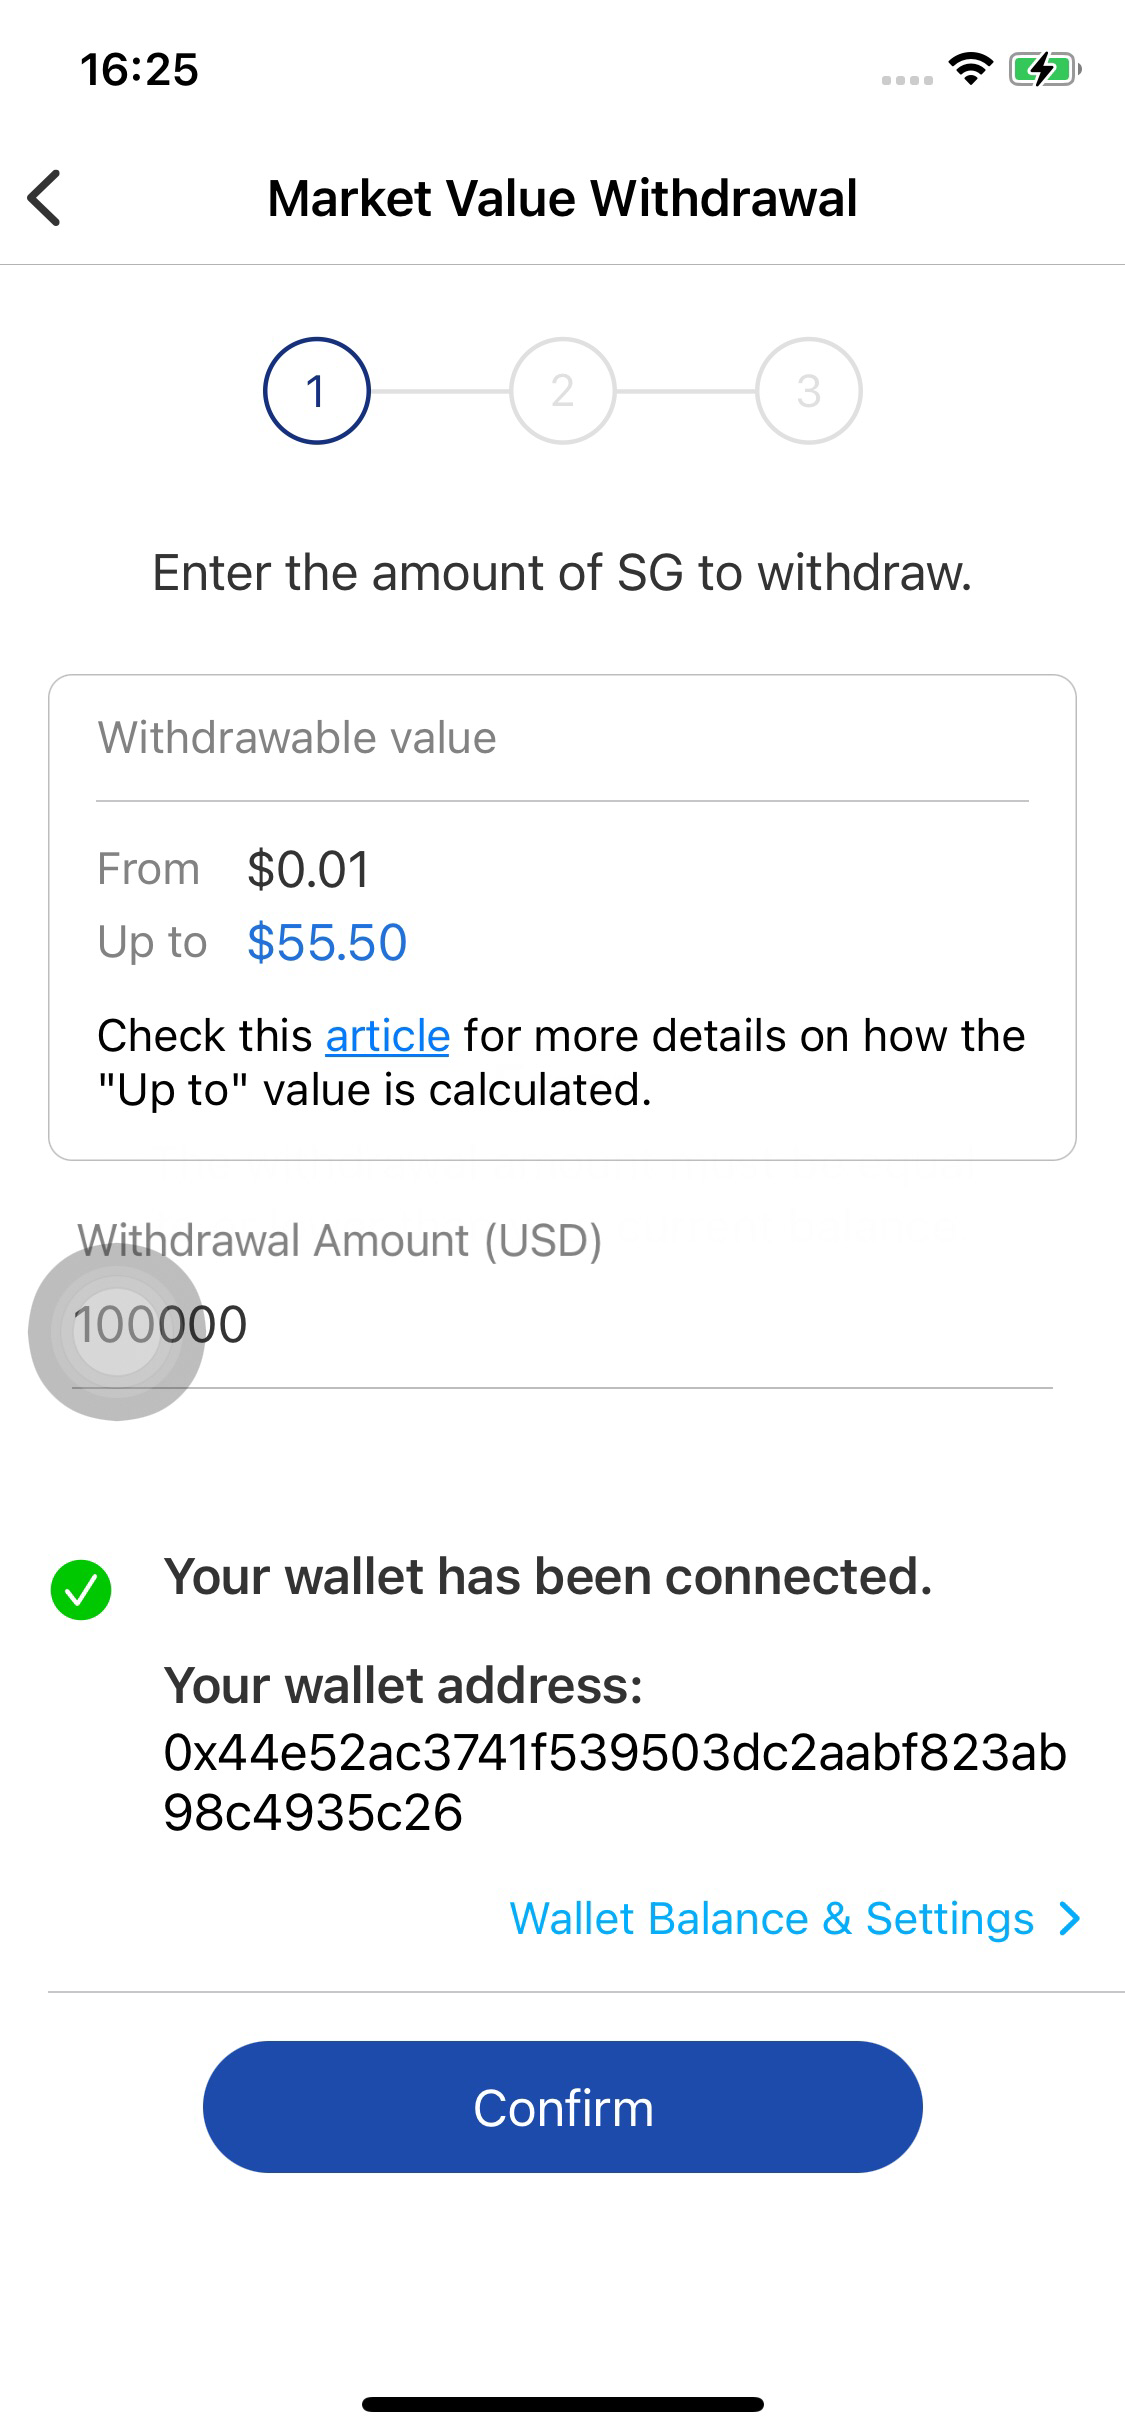 16:25
Market Value Withdrawal
1
2
3
Enter the amount of SG to withdraw.
Withdrawable value
From $0.01
Up to $55.50
Check this article for more details on how the
"Up to" value is calculated.
Withdrawal Amount (USD)
100000
Your wallet has been connected.
Your wallet address:
0x44e52ac3741f539503dc2aabf823ab
98c4935c26
Wallet Balance & Settings
Confirm